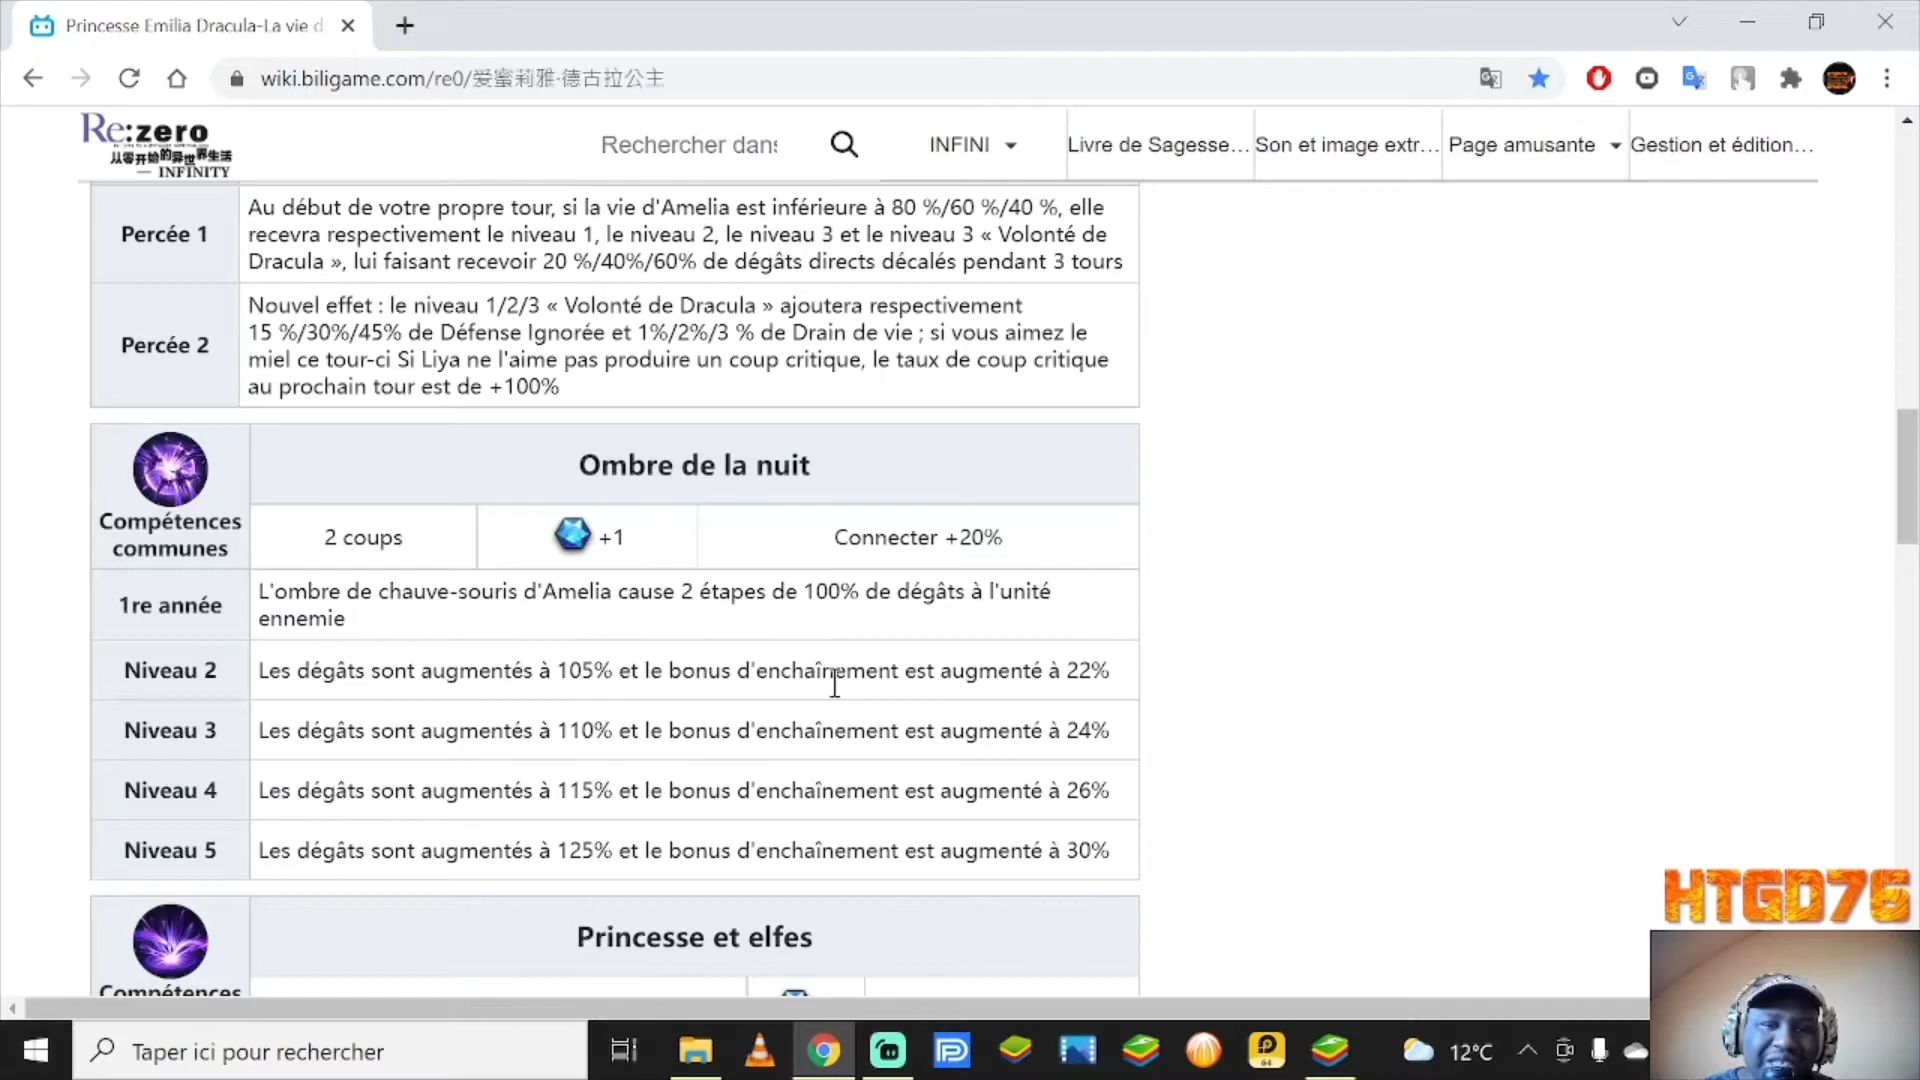 Princesse Emilia Dracula-La vie d
wiki.biligame.com/re0/爱蜜莉雅·德古拉公主
Re:zero
从零开始的异世界生活
— INFINITY
Rechercher dans
INFINI
Livre de Sagesse...
Son et image extr...
Page amusante
Gestion et édition...
Percée 1
Au début de votre propre tour, si la vie d'Amelia est inférieure à 80 %/60 %/40 %, elle
recevra respectivement le niveau 1, le niveau 2, le niveau 3 et le niveau 3 « Volonté de
Dracula », lui faisant recevoir 20 %/40%/60% de dégâts directs décalés pendant 3 tours
Percée 2
Nouvel effet : le niveau 1/2/3 « Volonté de Dracula » ajoutera respectivement
15 %/30%/45% de Défense Ignorée et 1%/2%/3 % de Drain de vie ; si vous aimez le
miel ce tour-ci Si Liya ne l'aime pas produire un coup critique, le taux de coup critique
au prochain tour est de +100%
Compétences
communes
Ombre de la nuit
2 coups
+1
Connecter +20%
1re année
L'ombre de chauve-souris d'Amelia cause 2 étapes de 100% de dégâts à l'unité
ennemie
Niveau 2
Les dégâts sont augmentés à 105% et le bonus d'enchaînement est augmenté à 22%
Niveau 3
Les dégâts sont augmentés à 110% et le bonus d'enchaînement est augmenté à 24%
Niveau 4
Les dégâts sont augmentés à 115% et le bonus d'enchaînement est augmenté à 26%
Niveau 5
Les dégâts sont augmentés à 125% et le bonus d'enchaînement est augmenté à 30%
Princesse et elfes
Compétences
HTGD76
Taper ici pour rechercher
64
12°C